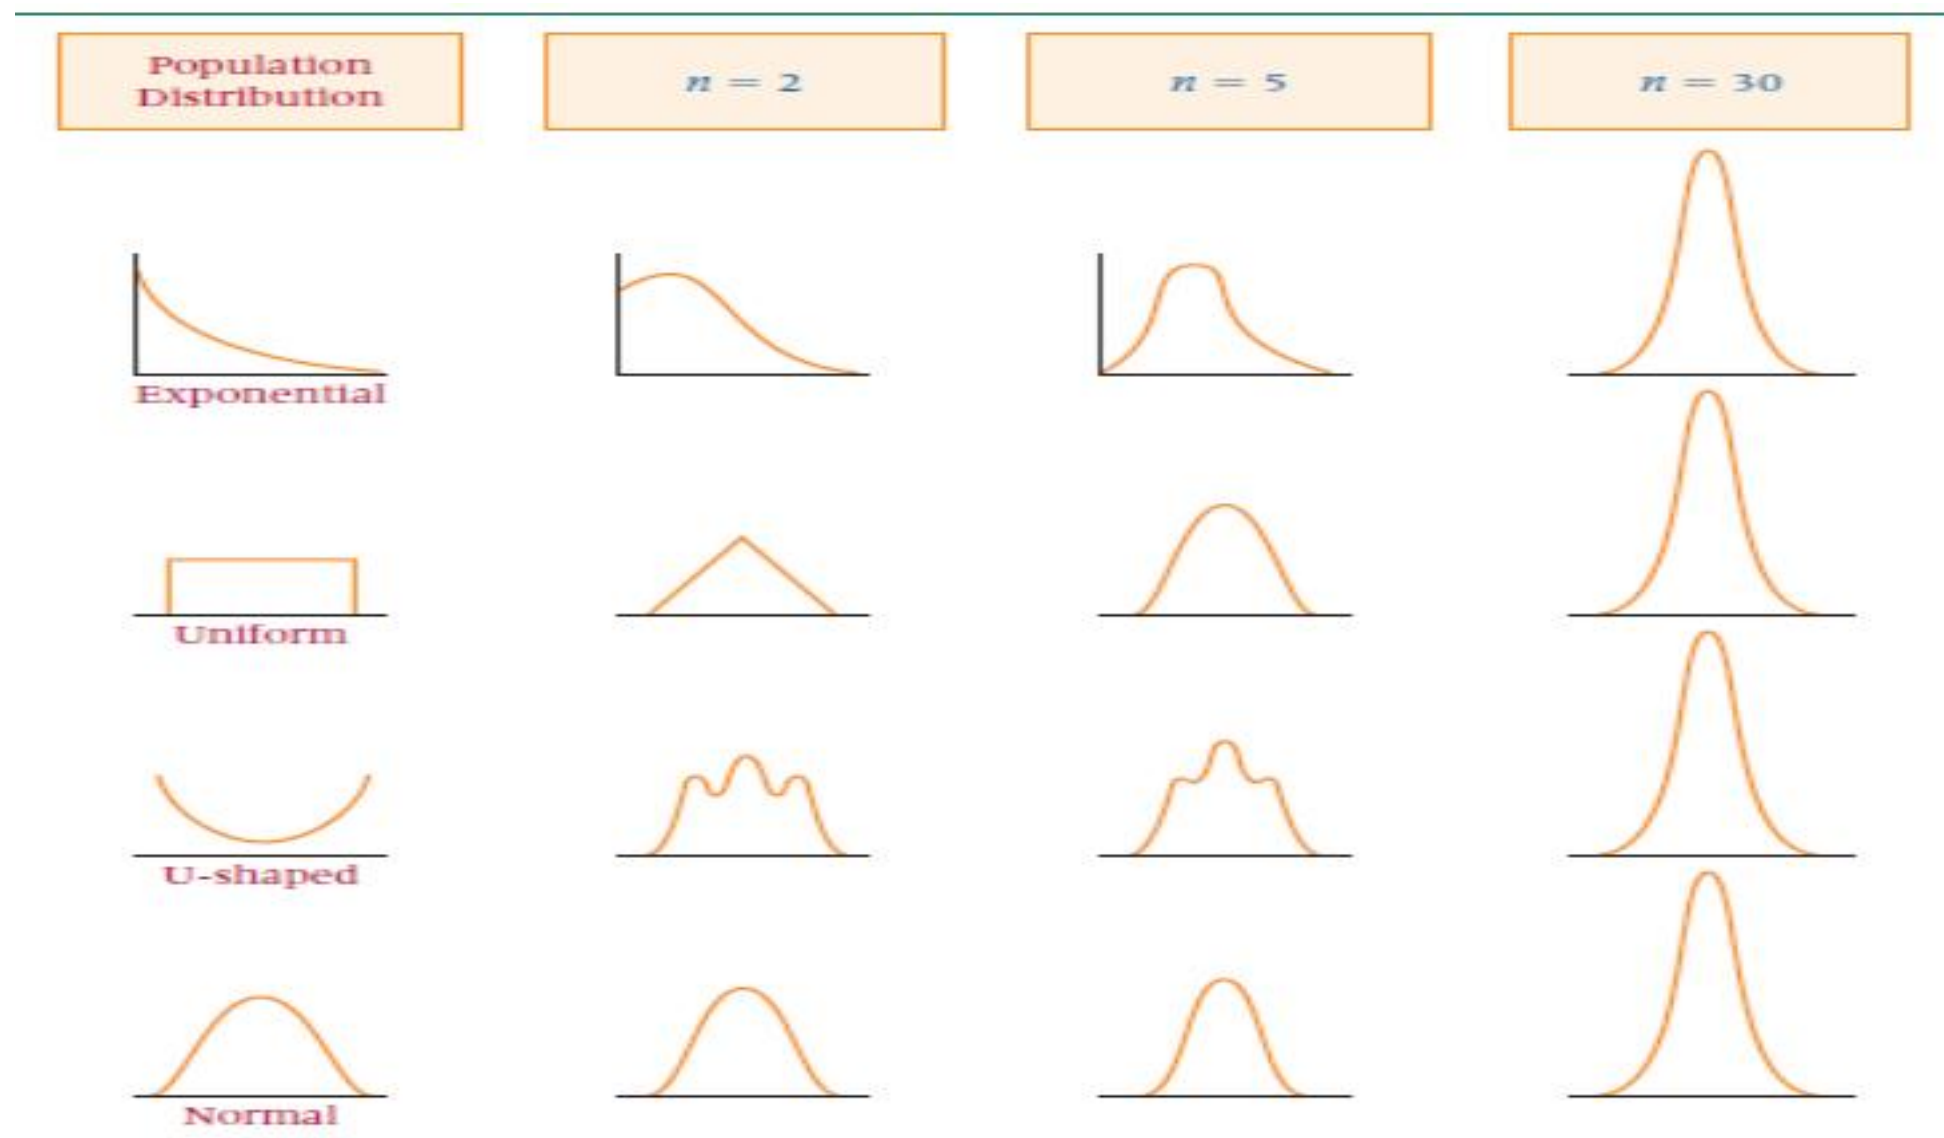 Population
Distribution
n = 2
n = 5
n = 30
Exponential
Uniform
U-shaped
Normal